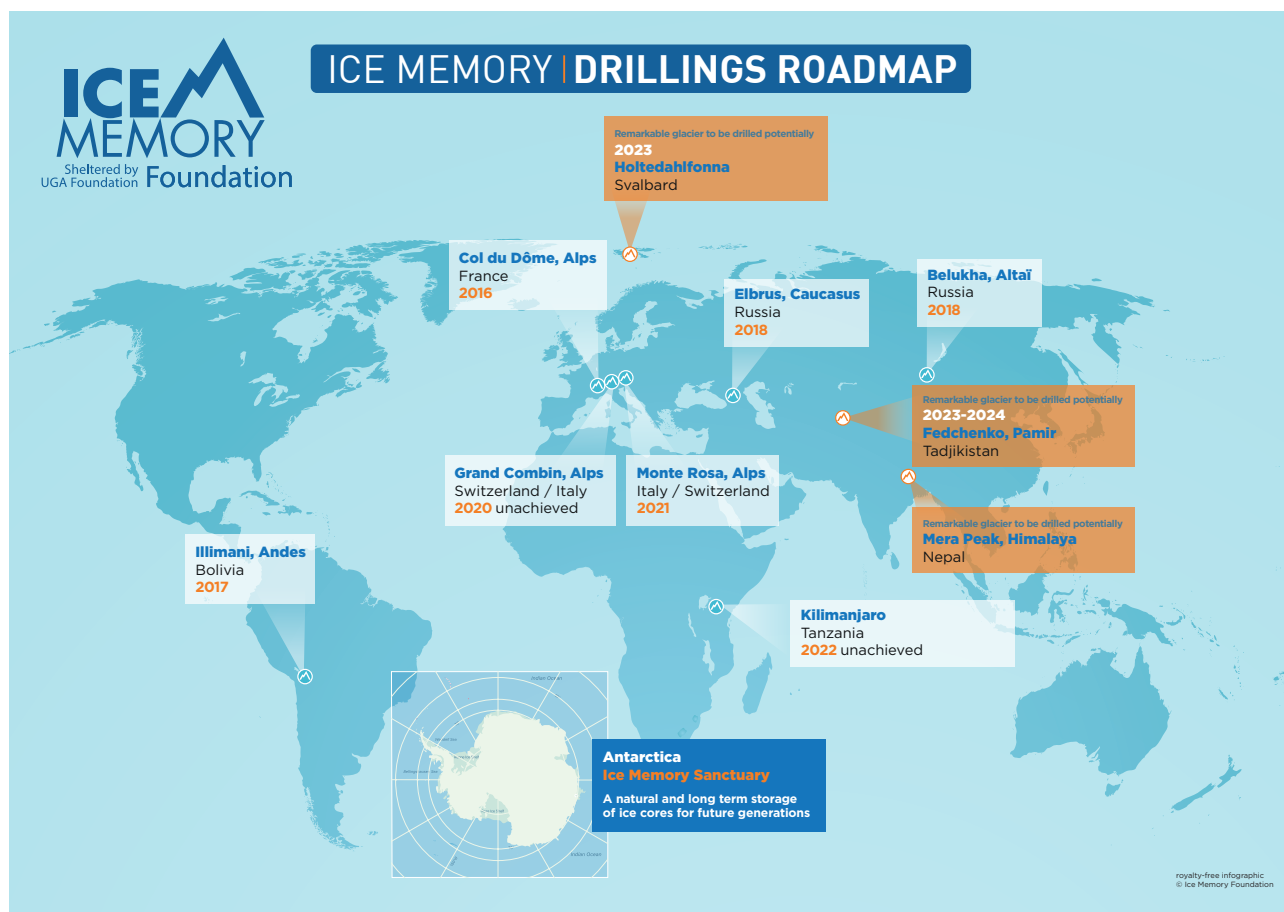 ICE MEMORY
Sheltered by
UGA Foundation Foundation
ICE MEMORY | DRILLINGS ROADMAP
Remarkable glacier to be drilled potentially
2023
Holtedahlfonna
Svalbard
Col du Dôme, Alps
France
2016
Elbrus, Caucasus
Russia
2018
Belukha, Altaï
Russia
2018
Remarkable glacier to be drilled potentially
2023-2024
Fedchenko, Pamir
Tadjikistan
Grand Combin, Alps
Switzerland / Italy
2020 unachieved
Monte Rosa, Alps
Italy / Switzerland
2021
Remarkable glacier to be drilled potentially
Mera Peak, Himalaya
Nepal
Illimani, Andes
Bolivia
2017
Kilimanjaro
Tanzania
2022 unachieved
Indian Ocean
Antarctica
Ice Memory Sanctuary
A natural and long term storage
of ice cores for future generations
Indian Ocean
royalty-free infographic
© Ice Memory Foundation